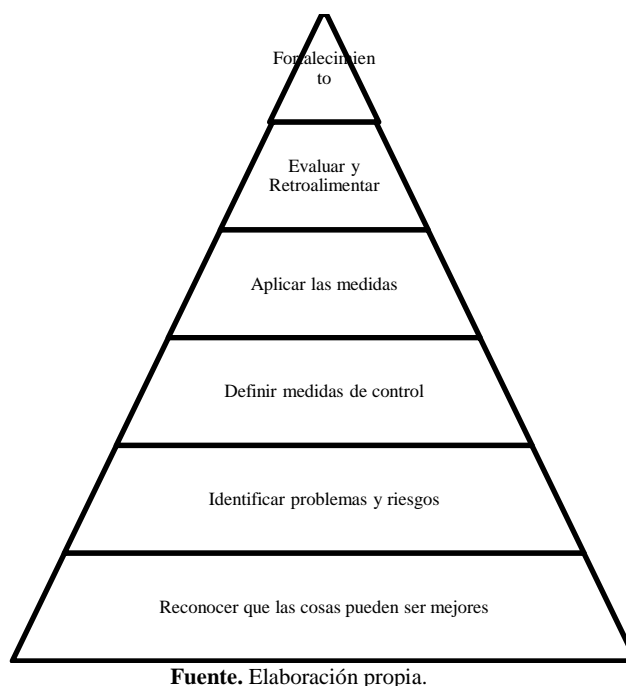 Fortalecimien
to
Evaluar y
Retroalimentar
Aplicar las medidas
Definir medidas de control
Identificar problemas y riesgos
Reconocer que las cosas pueden ser mejores
Fuente. Elaboración propia.